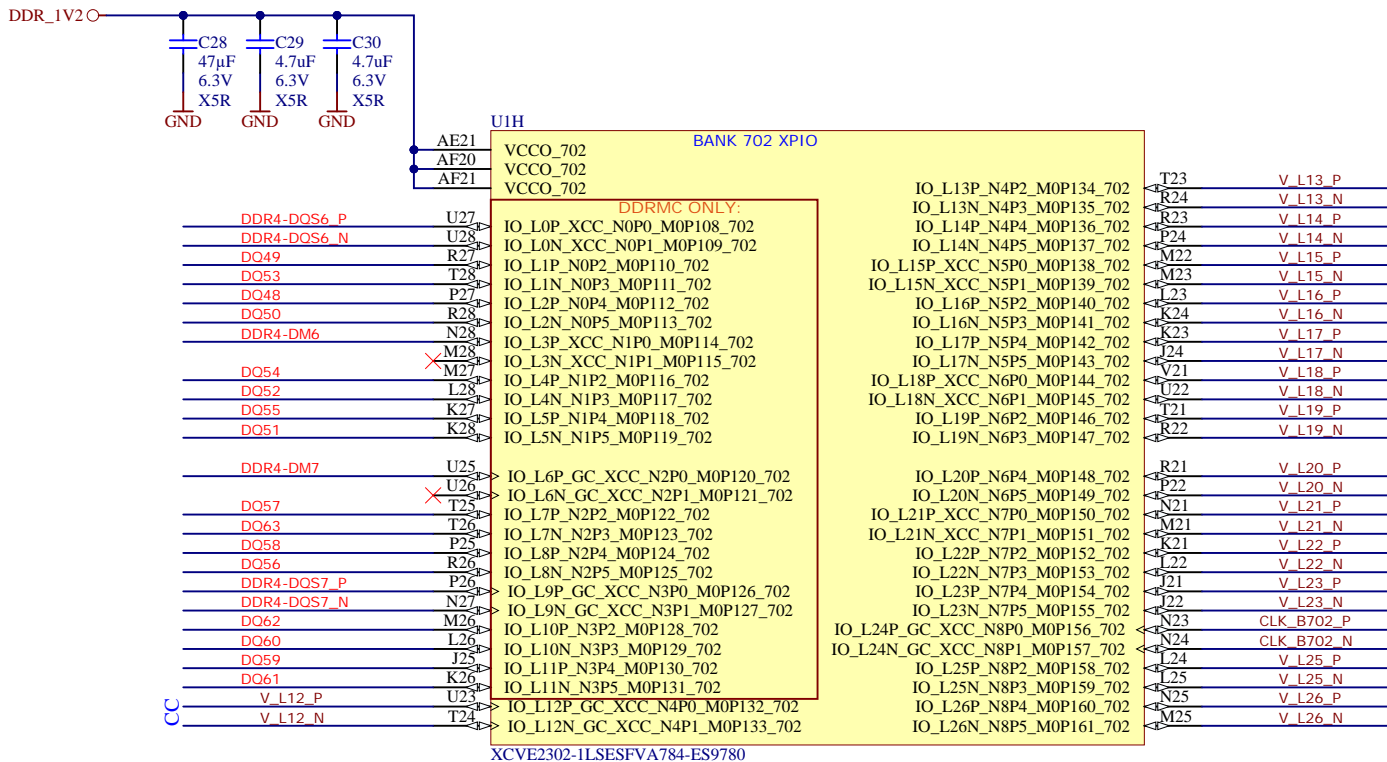 DDR_1V2
C28
47µF
6.3V
X5R
GND
C29
4.7uF
6.3V
X5R
GND
C30
4.7uF
6.3V
X5R
GND
U1H
BANK 702 XPIO
AE21 VCCO_702
AF20 VCCO_702
AF21 VCCO_702
DDRMC ONLY:
DDR4-DQS6_P U27 IO_L0P_XCC_N0P0_M0P108_702
DDR4-DQS6_N U28 IO_L0N_XCC_N0P1_M0P109_702
DQ49 R27 IO_L1P_N0P2_M0P110_702
DQ53 T28 IO_L1N_N0P3_M0P111_702
DQ48 P27 IO_L2P_N0P4_M0P112_702
DQ50 R28 IO_L2N_N0P5_M0P113_702
DDR4-DM6 N28 IO_L3P_XCC_N1P0_M0P114_702
M28 IO_L3N_XCC_N1P1_M0P115_702
DQ54 M27 IO_L4P_N1P2_M0P116_702
DQ52 L28 IO_L4N_N1P3_M0P117_702
DQ55 K27 IO_L5P_N1P4_M0P118_702
DQ51 K28 IO_L5N_N1P5_M0P119_702
DDR4-DM7 U25 IO_L6P_GC_XCC_N2P0_M0P120_702
U26 IO_L6N_GC_XCC_N2P1_M0P121_702
DQ57 T25 IO_L7P_N2P2_M0P122_702
DQ63 T26 IO_L7N_N2P3_M0P123_702
DQ58 P25 IO_L8P_N2P4_M0P124_702
DQ56 R26 IO_L8N_N2P5_M0P125_702
DDR4-DQS7_P P26 IO_L9P_GC_XCC_N3P0_M0P126_702
DDR4-DQS7_N N27 IO_L9N_GC_XCC_N3P1_M0P127_702
DQ62 M26 IO_L10P_N3P2_M0P128_702
DQ60 L26 IO_L10N_N3P3_M0P129_702
DQ59 J25 IO_L11P_N3P4_M0P130_702
DQ61 K26 IO_L11N_N3P5_M0P131_702
CC
V_L12_P U23 IO_L12P_GC_XCC_N4P0_M0P132_702
V_L12_N T24 IO_L12N_GC_XCC_N4P1_M0P133_702
IO_L13P_N4P2_M0P134_702 T23 V_L13_P
IO_L13N_N4P3_M0P135_702 R24 V_L13_N
IO_L14P_N4P4_M0P136_702 R23 V_L14_P
IO_L14N_N4P5_M0P137_702 P24 V_L14_N
IO_L15P_XCC_N5P0_M0P138_702 M22 V_L15_P
IO_L15N_XCC_N5P1_M0P139_702 M23 V_L15_N
IO_L16P_N5P2_M0P140_702 L23 V_L16_P
IO_L16N_N5P3_M0P141_702 K24 V_L16_N
IO_L17P_N5P4_M0P142_702 K23 V_L17_P
IO_L17N_N5P5_M0P143_702 J24 V_L17_N
IO_L18P_XCC_N6P0_M0P144_702 V21 V_L18_P
IO_L18N_XCC_N6P1_M0P145_702 U22 V_L18_N
IO_L19P_N6P2_M0P146_702 T21 V_L19_P
IO_L19N_N6P3_M0P147_702 R22 V_L19_N
IO_L20P_N6P4_M0P148_702 R21 V_L20_P
IO_L20N_N6P5_M0P149_702 P22 V_L20_N
IO_L21P_XCC_N7P0_M0P150_702 N21 V_L21_P
IO_L21N_XCC_N7P1_M0P151_702 M21 V_L21_N
IO_L22P_N7P2_M0P152_702 K21 V_L22_P
IO_L22N_N7P3_M0P153_702 L22 V_L22_N
IO_L23P_N7P4_M0P154_702 J21 V_L23_P
IO_L23N_N7P5_M0P155_702 J22 V_L23_N
IO_L24P_GC_XCC_N8P0_M0P156_702 N23 CLK_B702_P
IO_L24N_GC_XCC_N8P1_M0P157_702 N24 CLK_B702_N
IO_L25P_N8P2_M0P158_702 L24 V_L25_P
IO_L25N_N8P3_M0P159_702 L25 V_L25_N
IO_L26P_N8P4_M0P160_702 N25 V_L26_P
IO_L26N_N8P5_M0P161_702 M25 V_L26_N
XCVE2302-1LSESFVA784-ES9780